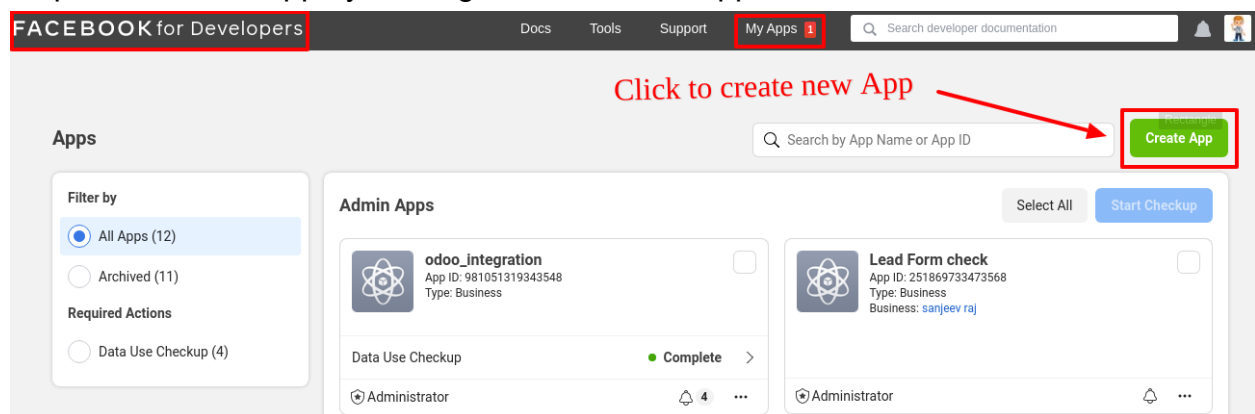 FACEBOOK for Developers
Docs
Tools
Support
My Apps 1
Search developer documentation
Click to create new App
Rectangle
Apps
Search by App Name or App ID
Create App
Filter by
All Apps (12)
Archived (11)
Required Actions
Data Use Checkup (4)
Admin Apps
Select All
Start Checkup
odoo_integration
App ID: 981051319343548
Type: Business
Data Use Checkup
Complete
Administrator
4
Lead Form check
App ID: 251869733473568
Type: Business
Business: sanjeev raj
Administrator